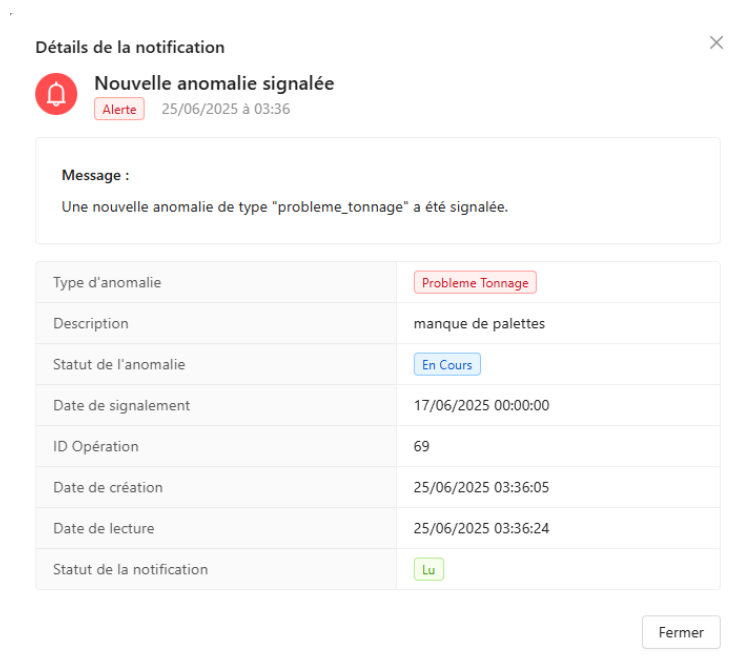 Détails de la notification
Nouvelle anomalie signalée
Alerte 25/06/2025 à 03:36
Message :
Une nouvelle anomalie de type "probleme_tonnage" a été signalée.
Type d'anomalie Probleme Tonnage
Description manque de palettes
Statut de l'anomalie En Cours
Date de signalement 17/06/2025 00:00:00
ID Opération 69
Date de création 25/06/2025 03:36:05
Date de lecture 25/06/2025 03:36:24
Statut de la notification Lu
Fermer